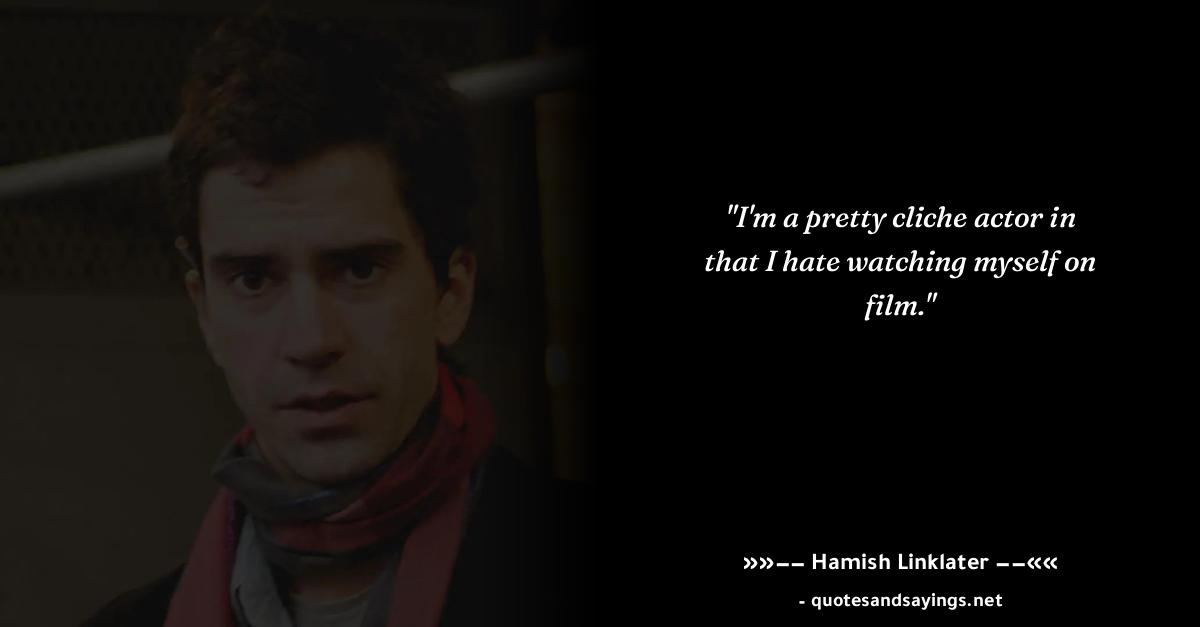 "I'm a pretty cliche actor in
that I hate watching myself on
film."
»»−− Hamish Linklater −−««
- quotesandsayings.net